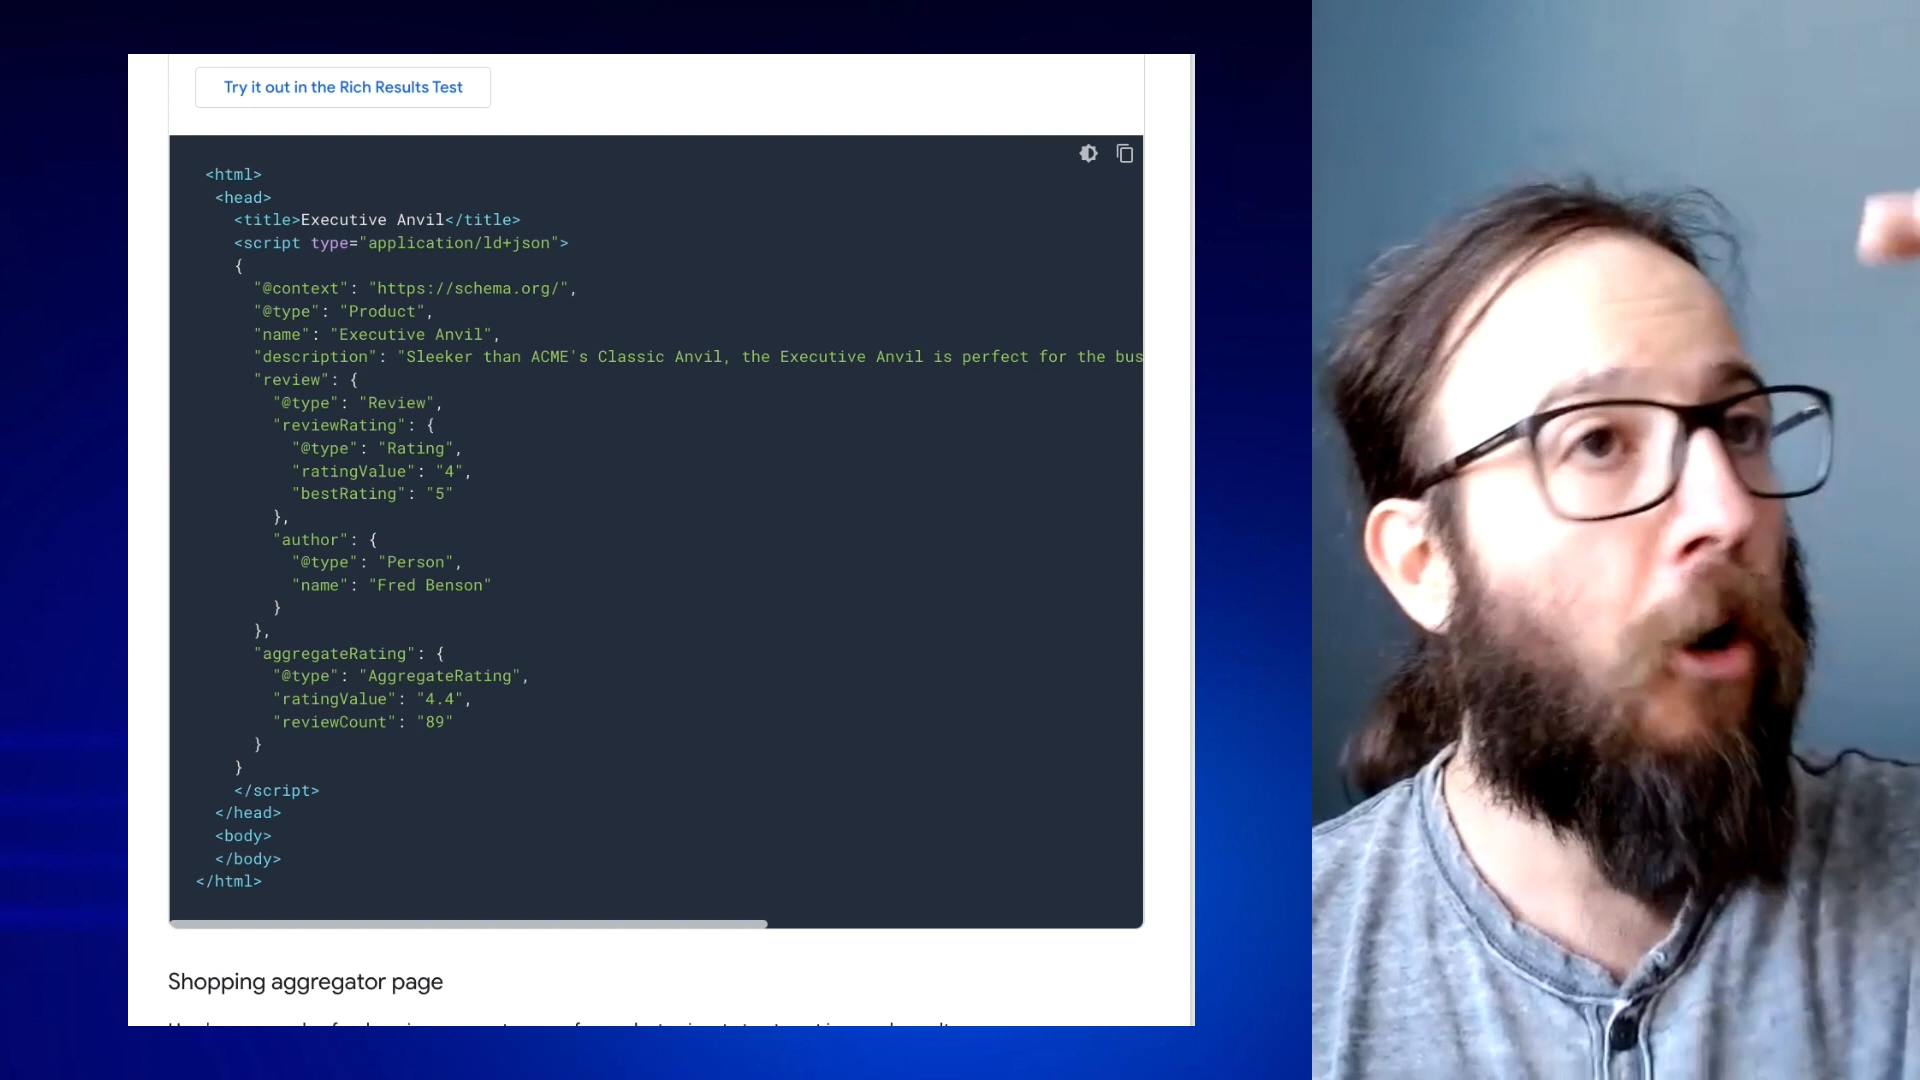 Try it out in the Rich Results Test
<html>
<head>
<title>Executive Anvil</title>
<script type="application/ld+json">
{
"@context": "https://schema.org/",
"@type": "Product",
"name": "Executive Anvil",
"description": "Sleeker than ACME's Classic Anvil, the Executive Anvil is perfect for the bus
"review": {
"@type": "Review",
"reviewRating": {
"@type": "Rating",
"ratingValue": "4",
"bestRating": "5"
},
"author": {
"@type": "Person",
"name": "Fred Benson"
}
},
"aggregateRating": {
"@type": "AggregateRating",
"ratingValue": "4.4",
"reviewCount": "89"
}
}
</script>
</head>
<body>
</body>
</html>
Shopping aggregator page